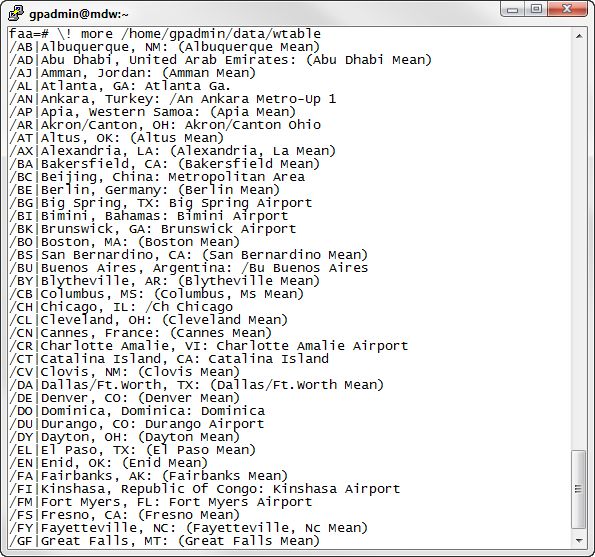 gpadmin@mdw:~
faa=# \! more /home/gpadmin/data/wtable
/AB|Albuquerque, NM: (Albuquerque Mean)
/AD|Abu Dhabi, United Arab Emirates: (Abu Dhabi Mean)
/AJ|Amman, Jordan: (Amman Mean)
/AL|Atlanta, GA: Atlanta Ga.
/AN|Ankara, Turkey: /An Ankara Metro-Up 1
/AP|Apia, Western Samoa: (Apia Mean)
/AR|Akron/Canton, OH: Akron/Canton Ohio
/AT|Altus, OK: (Altus Mean)
/AX|Alexandria, LA: (Alexandria, La Mean)
/BA|Bakersfield, CA: (Bakersfield Mean)
/BC|Beijing, China: Metropolitan Area
/BE|Berlin, Germany: (Berlin Mean)
/BG|Big Spring, TX: Big Spring Airport
/BI|Bimini, Bahamas: Bimini Airport
/BK|Brunswick, GA: Brunswick Airport
/BO|Boston, MA: (Boston Mean)
/BS|San Bernardino, CA: (San Bernardino Mean)
/BU|Buenos Aires, Argentina: /Bu Buenos Aires
/BY|Blytheville, AR: (Blytheville Mean)
/CB|Columbus, MS: (Columbus, Ms Mean)
/CH|Chicago, IL: /Ch Chicago
/CL|Cleveland, OH: (Cleveland Mean)
/CN|Cannes, France: (Cannes Mean)
/CR|Charlotte Amalie, VI: Charlotte Amalie Airport
/CT|Catalina Island, CA: Catalina Island
/CV|Clovis, NM: (Clovis Mean)
/DA|Dallas/Ft.Worth, TX: (Dallas/Ft.Worth Mean)
/DE|Denver, CO: (Denver Mean)
/DO|Dominica, Dominica: Dominica
/DU|Durango, CO: Durango Airport
/DY|Dayton, OH: (Dayton Mean)
/EL|El Paso, TX: (El Paso Mean)
/EN|Enid, OK: (Enid Mean)
/FA|Fairbanks, AK: (Fairbanks Mean)
/FI|Kinshasa, Republic Of Congo: Kinshasa Airport
/FM|Fort Myers, FL: Fort Myers Airport
/FS|Fresno, CA: (Fresno Mean)
/FY|Fayetteville, NC: (Fayetteville, Nc Mean)
/GF|Great Falls, MT: (Great Falls Mean)